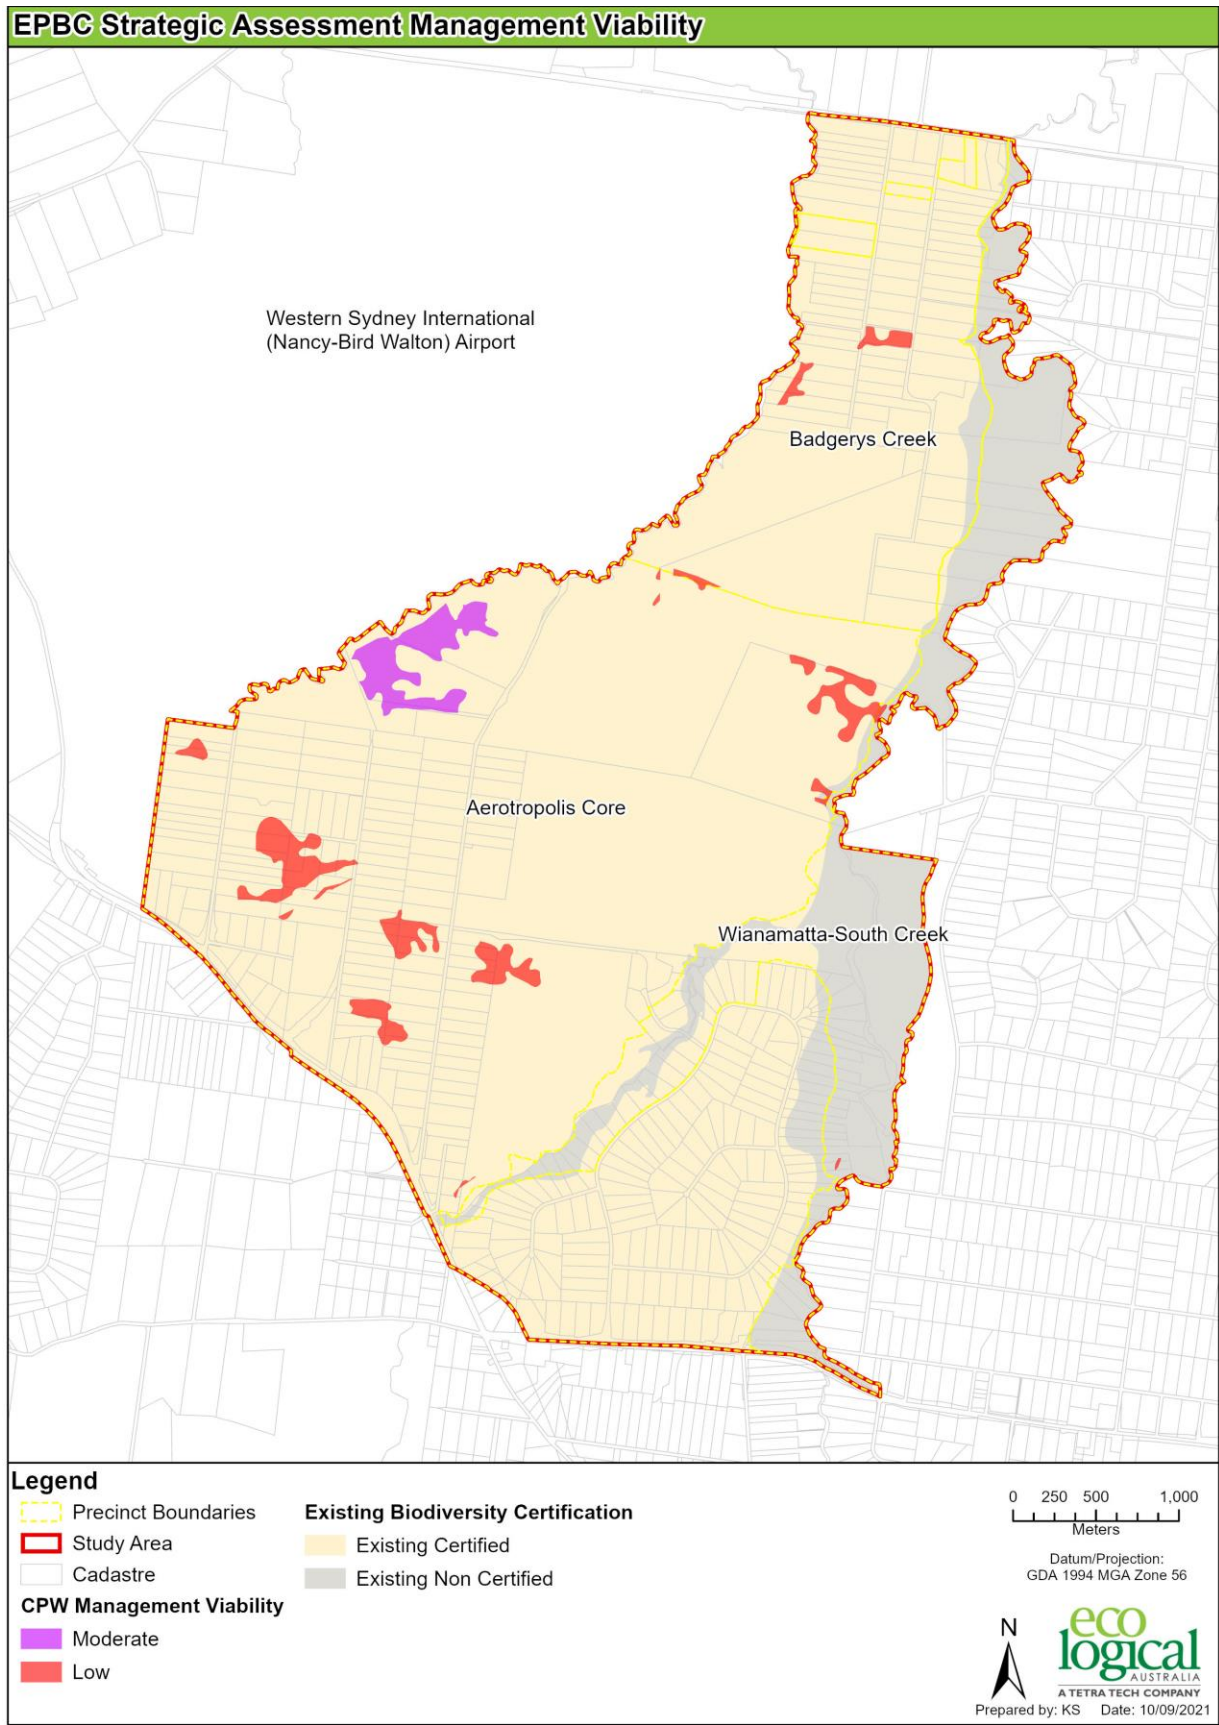 EPBC Strategic Assessment Management Viability
Western Sydney International
(Nancy-Bird Walton) Airport
Badgerys Creek
Aerotropolis Core
Wianamatta-South Creek
Legend
Precinct Boundaries
Study Area
Cadastre
CPW Management Viability
Moderate
Low
Existing Biodiversity Certification
Existing Certified
Existing Non Certified
0 250 500 1,000
Meters
Datum/Projection:
GDA 1994 MGA Zone 56
N
eco
logical
AUSTRALIA
A TETRA TECH COMPANY
Prepared by: KS Date: 10/09/2021